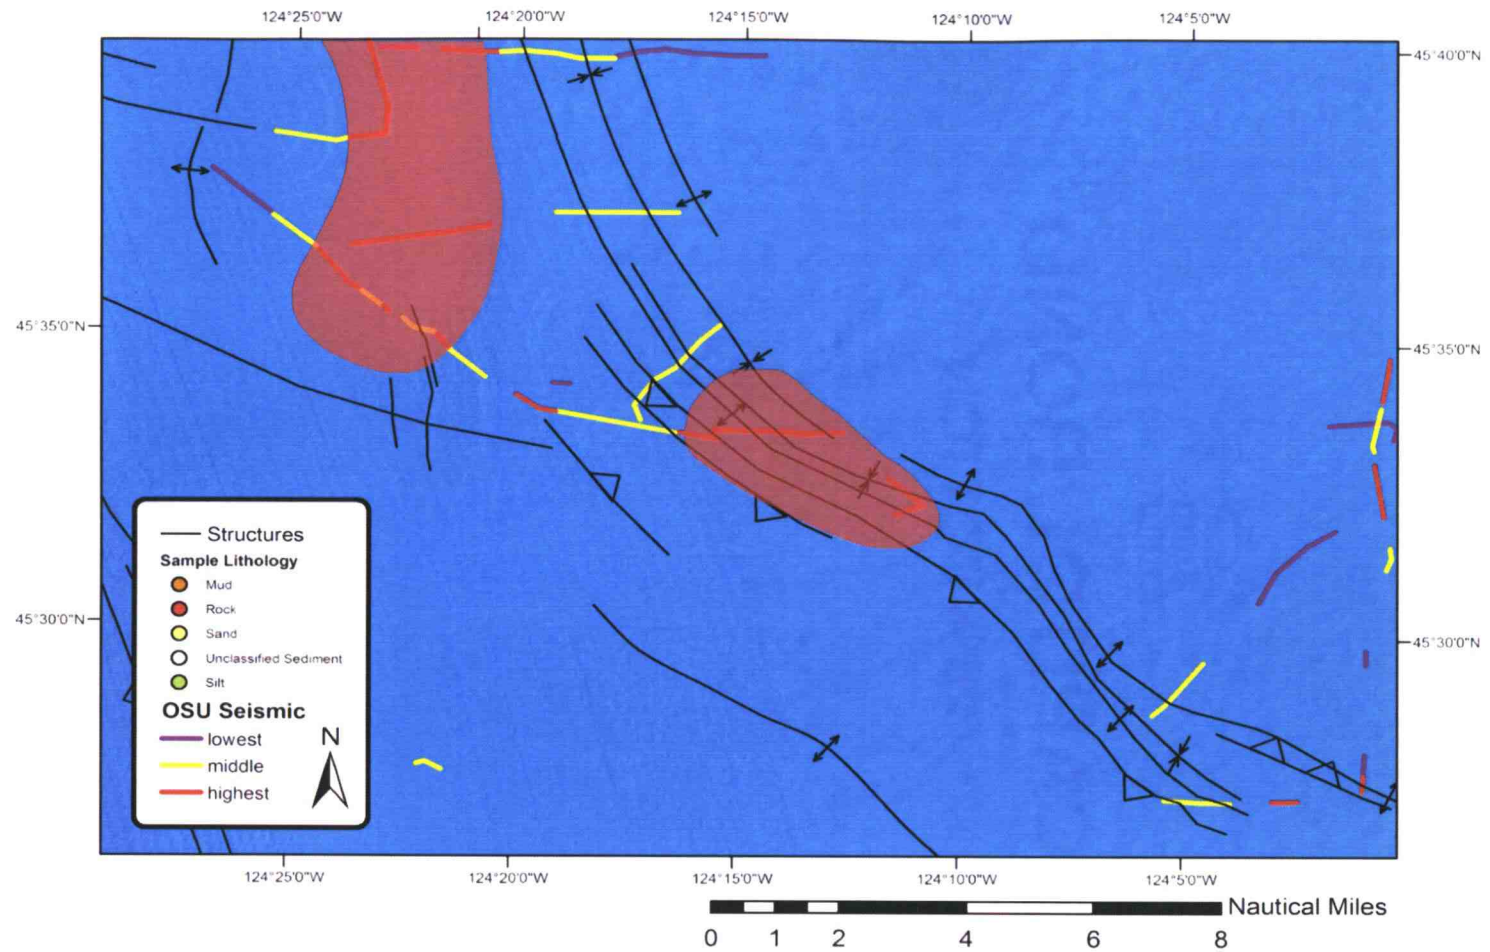 124°25'0"W 124°20'0"W 124°15'0"W 124°10'0"W 124°5'0"W
45°40'0"N
45°35'0"N 45°35'0"N
45°30'0"N 45°30'0"N
Structures
Sample Lithology
Mud
Rock
Sand
Unclassified Sediment
Silt
OSU Seismic
lowest
middle
highest
N
124°25'0"W 124°20'0"W 124°15'0"W 124°10'0"W 124°5'0"W
Nautical Miles
0 1 2 4 6 8